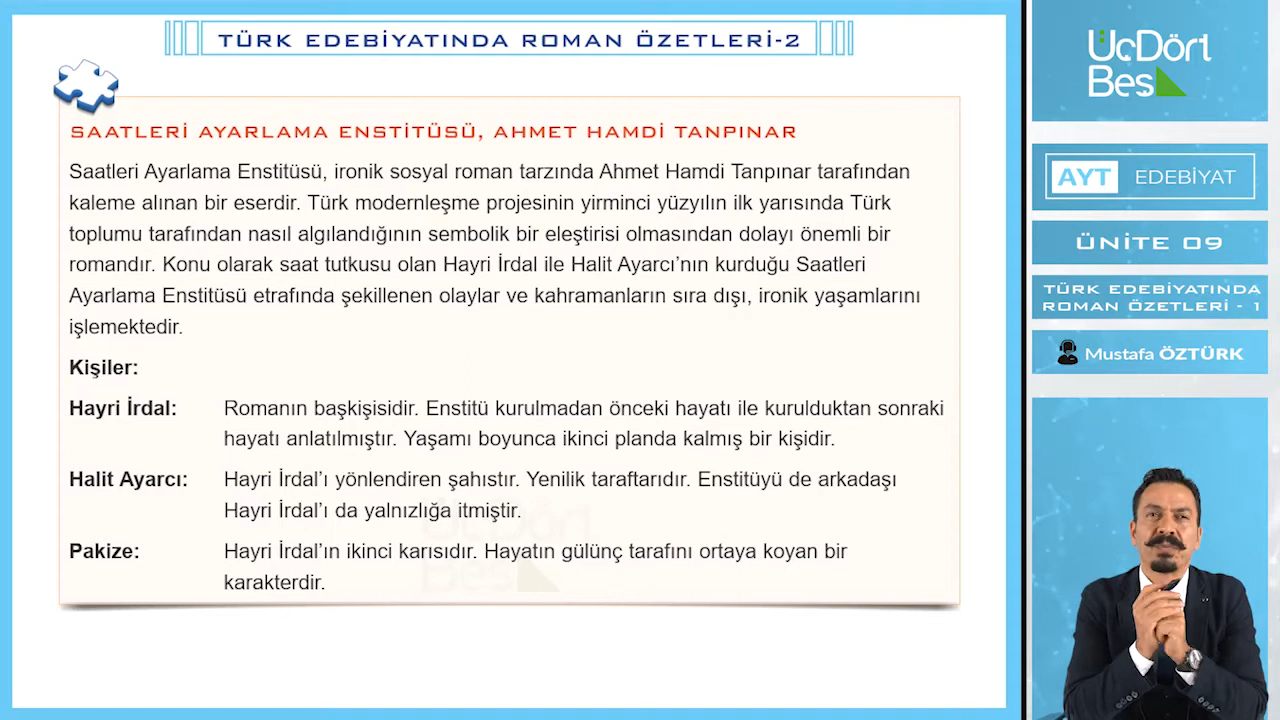 TÜRK EDEBİYATINDA ROMAN ÖZETLERİ-2
SAATLERİ AYARLAMA ENSTİTÜSÜ, AHMET HAMDİ TANPINAR
Saatleri Ayarlama Enstitüsü, ironik sosyal roman tarzında Ahmet Hamdi Tanpınar tarafından
kaleme alınan bir eserdir. Türk modernleşme projesinin yirminci yüzyılın ilk yarısında Türk
toplumu tarafından nasıl algılandığının sembolik bir eleştirisi olmasından dolayı önemli bir
romandır. Konu olarak saat tutkusu olan Hayri İrdal ile Halit Ayarcı’nın kurduğu Saatleri
Ayarlama Enstitüsü etrafında şekillenen olaylar ve kahramanların sıra dışı, ironik yaşamlarını
işlemektedir.
Kişiler:
Hayri İrdal: Romanın başkişisidir. Enstitü kurulmadan önceki hayatı ile kurulduktan sonraki
hayatı anlatılmıştır. Yaşamı boyunca ikinci planda kalmış bir kişidir.
Halit Ayarcı: Hayri İrdal’ı yönlendiren şahıstır. Yenilik taraftarıdır. Enstitüyü de arkadaşı
Hayri İrdal’ı da yalnızlığa itmiştir.
Pakize: Hayri İrdal’ın ikinci karısıdır. Hayatın gülünç tarafını ortaya koyan bir
karakterdir.
ÜçDört
Beş
ÜçDört
Beş
AYT EDEBİYAT
ÜNİTE 09
TÜRK EDEBİYATINDA
ROMAN ÖZETLERİ - 1
Mustafa ÖZTÜRK